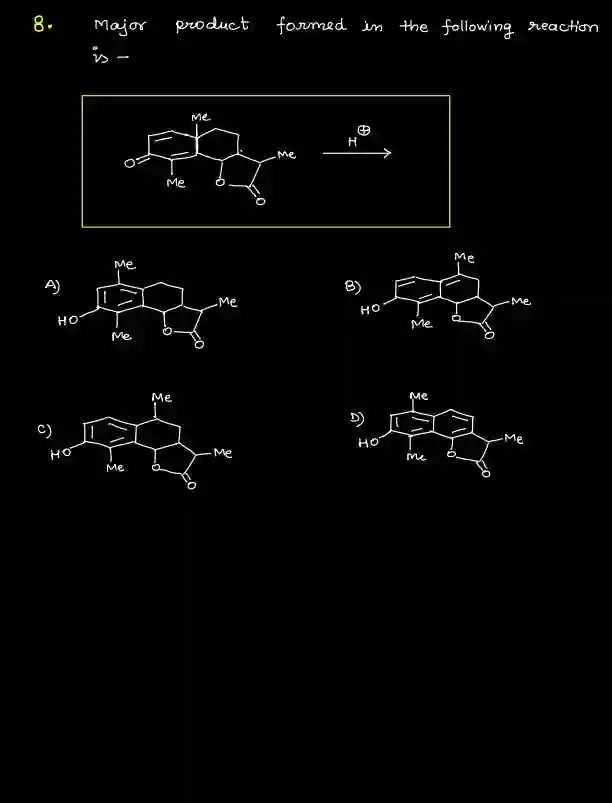 8. Major product formed in the following reaction
is -
Me
H ⊕
O Me
Me O
O
A) Me
HO Me
Me O
O
B) Me
HO Me
Me O
O
C) Me
HO Me
Me O
O
D) Me
HO Me
Me O
O